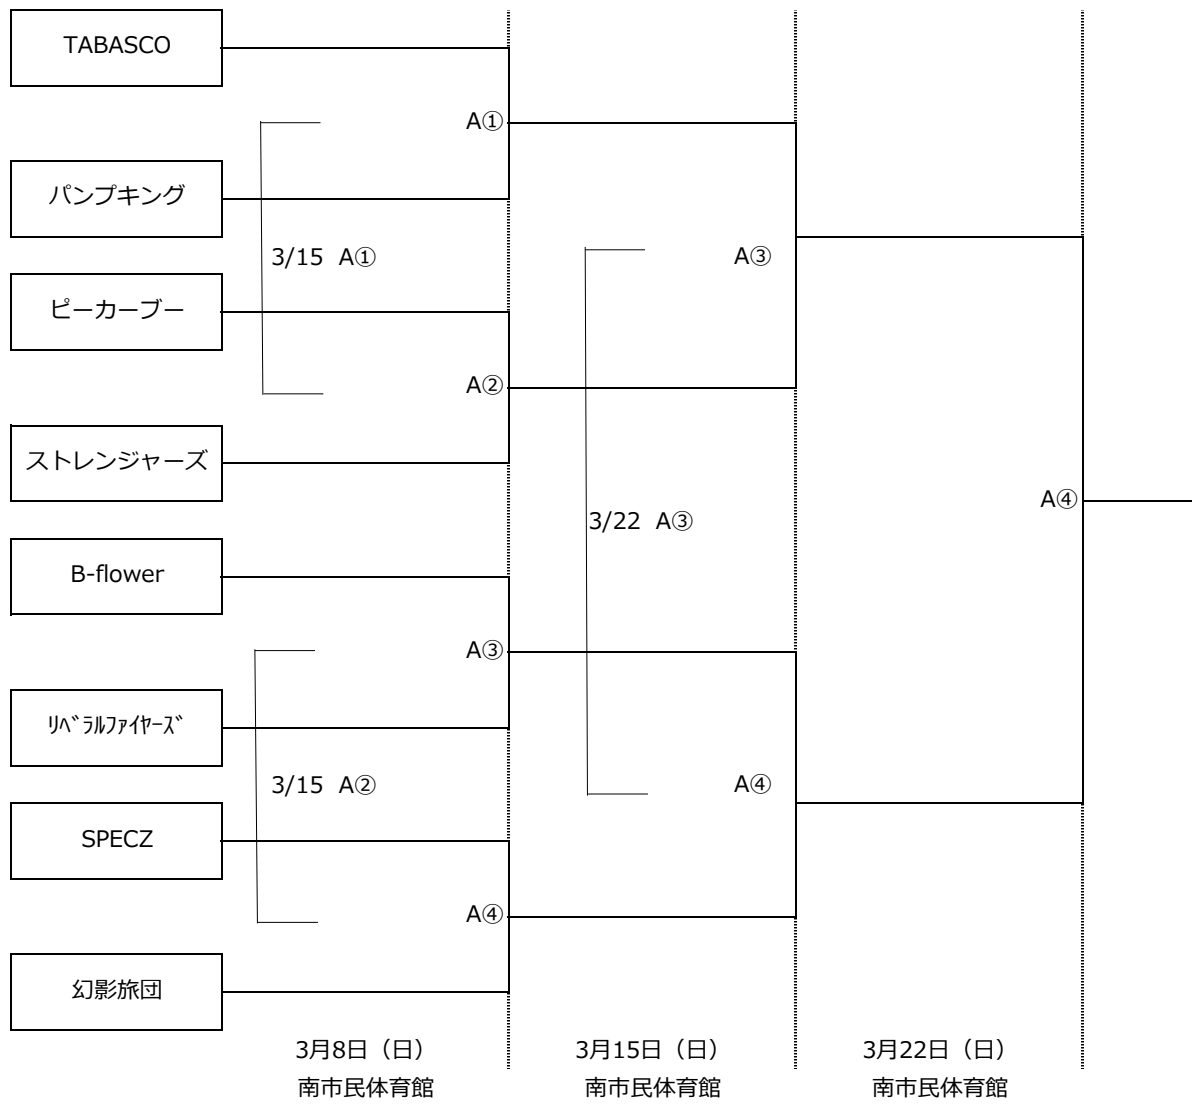 TABASCO
A①
パンプキング
3/15 A①
A③
ピーカーブー
A②
ストレンジャーズ
A④
3/22 A③
B-flower
A③
ﾘﾍﾞﾗﾙﾌｧｲﾔｰｽﾞ
3/15 A②
A④
SPECZ
A④
幻影旅団
3月8日（日）
3月15日（日）
3月22日（日）
南市民体育館
南市民体育館
南市民体育館